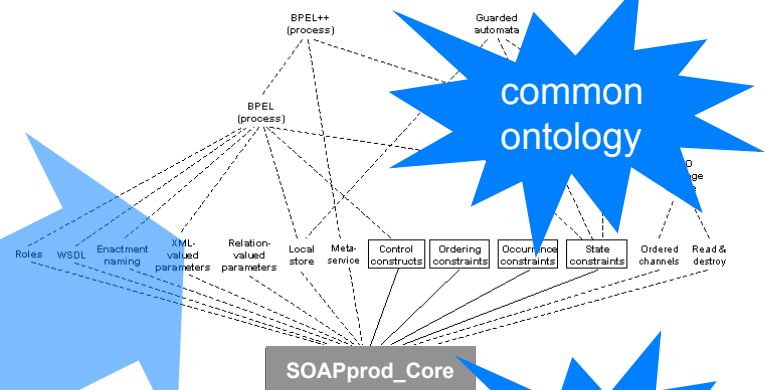 BPEL++
(process)
Guarded
automata
common
ontology
BPEL
(process)
Roles
WSDL
Enactment
naming
XML-
valued
parameters
Relation-
valued
parameters
Local
store
Meta-
service
Control
constructs
Ordering
constraints
constraints
State
constraints
Ordered
channels
Read &
destroy
SOAPprod_Core